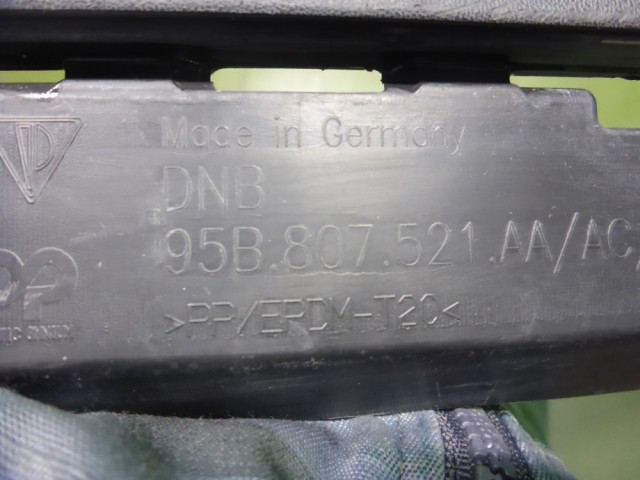 Made in Germany
DNB
95B.807.521.AA/AC/
>PP/EPDM-T20<